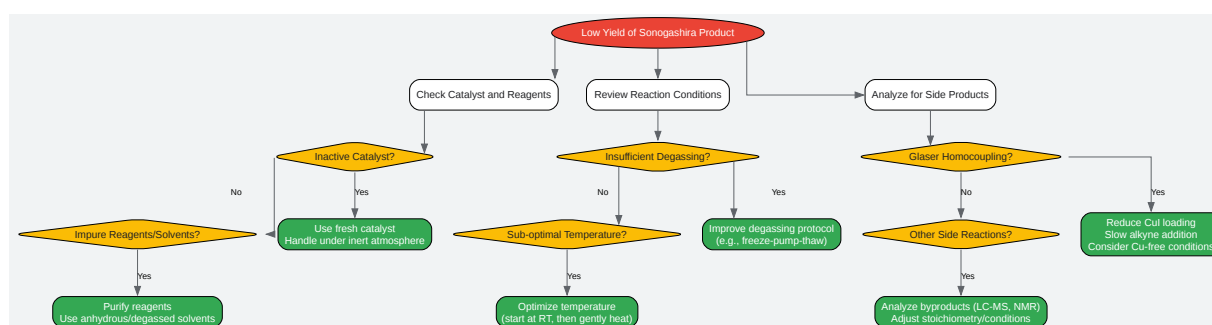 Low Yield of Sonogashira Product
Check Catalyst and Reagents
Review Reaction Conditions
Analyze for Side Products
Inactive Catalyst?
Insufficient Degassing?
Glaser Homocoupling?
No
Yes
No
Yes
No
Yes
Impure Reagents/Solvents?
Use fresh catalyst
Handle under inert atmosphere
Sub-optimal Temperature?
Improve degassing protocol
(e.g., freeze-pump-thaw)
Other Side Reactions?
Reduce CuI loading
Slow alkyne addition
Consider Cu-free conditions
Yes
Yes
Yes
Purify reagents
Use anhydrous/degassed solvents
Optimize temperature
(start at RT, then gently heat)
Analyze byproducts (LC-MS, NMR)
Adjust stoichiometry/conditions